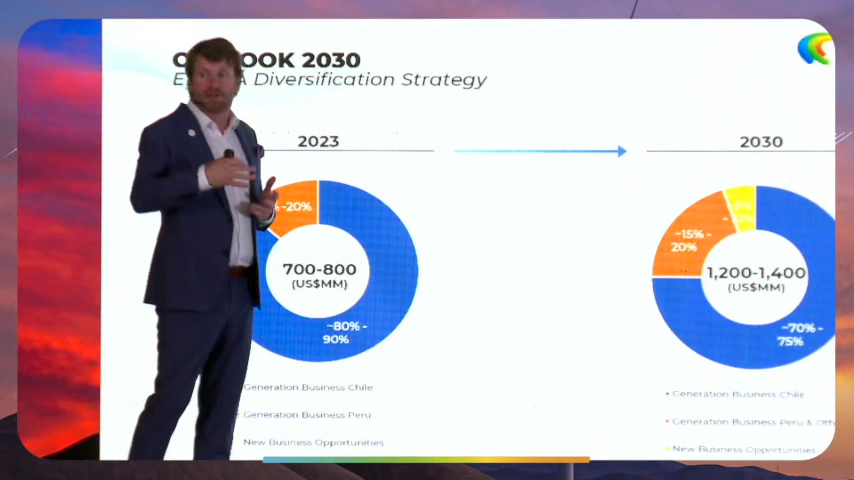 OOK 2030
A Diversification Strategy
2023
2030
-20%
700-800
(US$MM)
~80% -
90%
~15% -
20%
1,200-1,400
(US$MM)
~70% -
75%
Generation Business Chile
Generation Business Peru
New Business Opportunities
Generation Business Chile
Generation Business Peru & Oth
New Business Opportunities